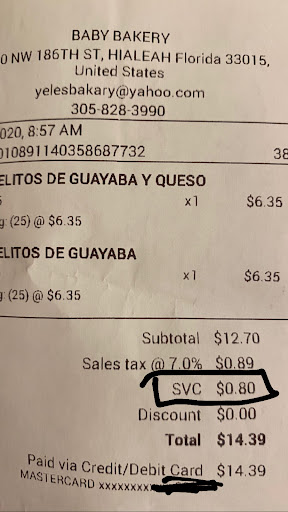 BABY BAKERY
0 NW 186TH ST, HIALEAH Florida 33015,
United States
yelesbakary@yahoo.com
305-828-3990
020, 8:57 AM
010891140358687732 38
ELITOS DE GUAYABA Y QUESO
x1 $6.35
g: (25) @ $6.35
ELITOS DE GUAYABA
x1 $6.35
g: (25) @ $6.35
Subtotal $12.70
Sales tax @ 7.0% $0.89
SVC $0.80
Discount $0.00
Total $14.39
Paid via Credit/Debit Card $14.39
MASTERCARD xxxxxxxx